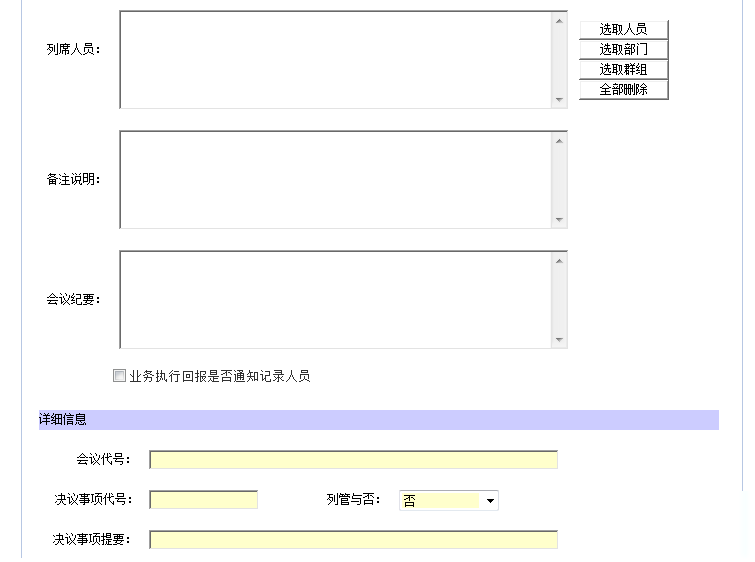 列席人员：
选取人员
选取部门
选取群组
全部删除
备注说明：
会议纪要：
业务执行回报是否通知记录人员
详细信息
会议代号：
决议事项代号：
列管与否：
否
决议事项提要：